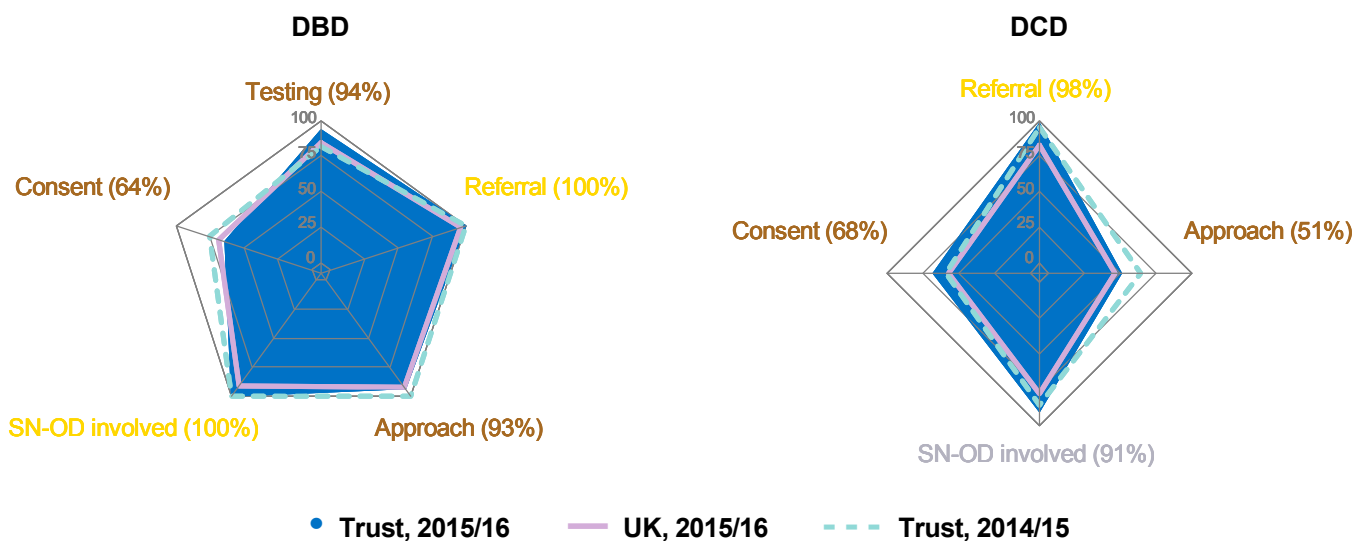 DBD
Testing (94%)
100
75
50
25
0
Consent (64%)
Referral (100%)
SN-OD involved (100%)
Approach (93%)
DCD
Referral (98%)
100
75
50
25
0
Consent (68%)
Approach (51%)
SN-OD involved (91%)
Trust, 2015/16
UK, 2015/16
Trust, 2014/15